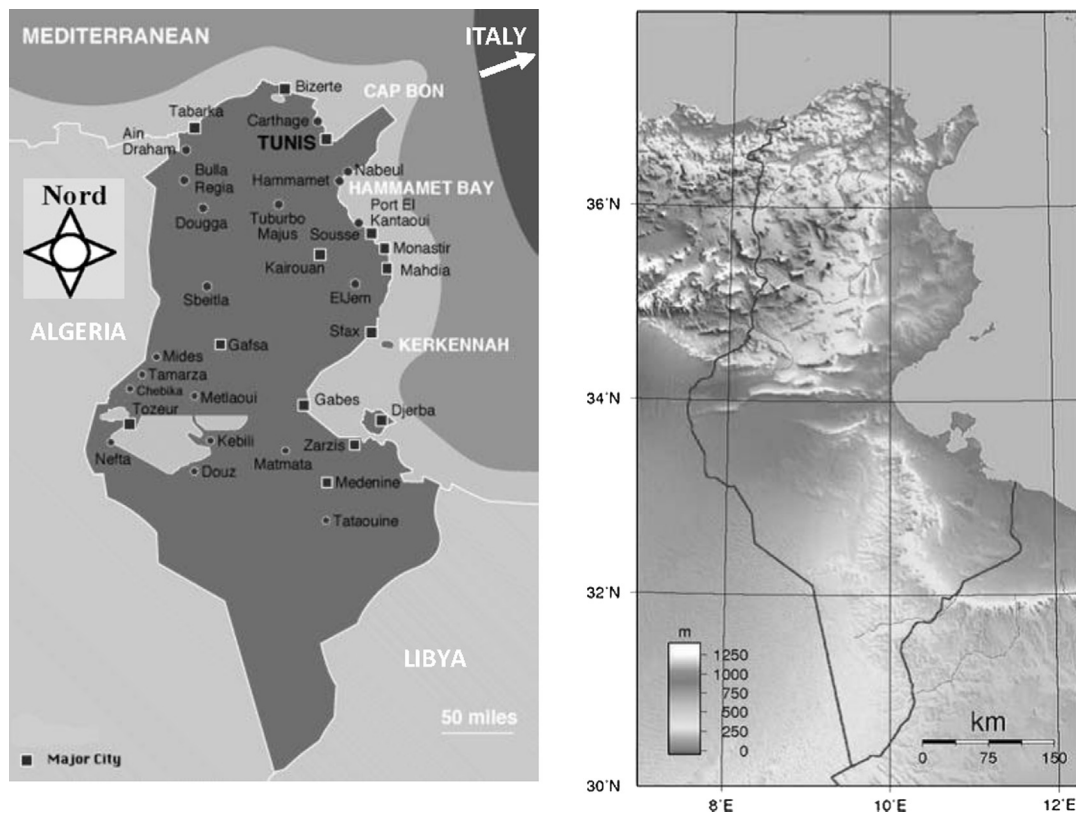 MEDITERRANEAN
ITALY
Bizerte
CAP BON
Tabarka
Carthage
TUNIS
Ain
Draham
Nabeul
Bulla
Regia
Hammamet
HAMMAMET BAY
Nord
Dougga
Tuburbo
Majus
Port El
Kantaoui
Sousse
Monastir
Kairouan
Mahdia
Sbeitla
ElJem
ALGERIA
Sfax
Gafsa
KERKENNAH
Mides
Tamarza
Chebika
Metlaoui
Tozeur
Gabes
Djerba
Nefta
Kebili
Zarzis
Matmata
Douz
Medenine
Tataouine
LIBYA
50 miles
Major City
36°N
34°N
32°N
30°N
m
1250
1000
750
500
250
0
km
0
75
150
8°E
10°E
12°E